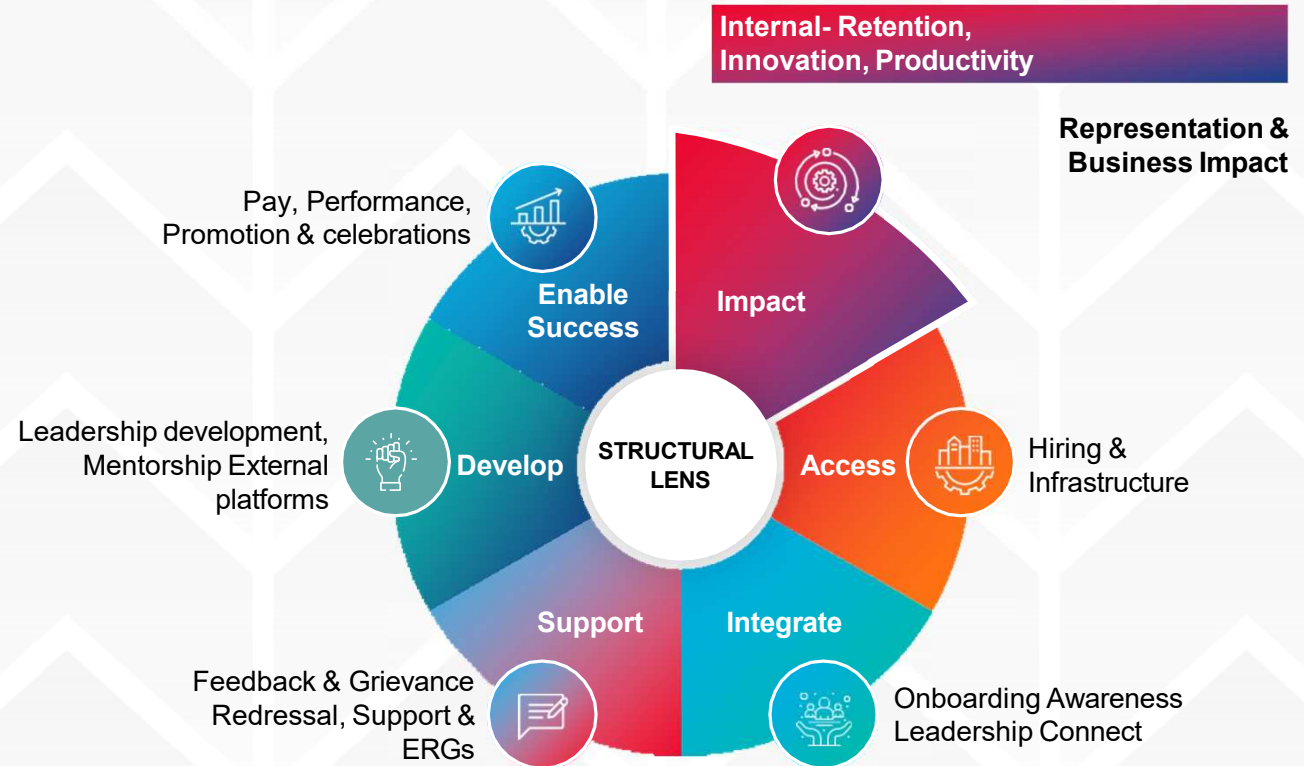 Internal- Retention,
Innovation, Productivity
Representation &
Business Impact
Pay, Performance,
Promotion & celebrations
Enable
Success
Impact
Leadership development,
Mentorship External
platforms
Develop
STRUCTURAL
LENS
Access
Hiring &
Infrastructure
Support
Integrate
Feedback & Grievance
Redressal, Support &
ERGs
Onboarding Awareness
Leadership Connect